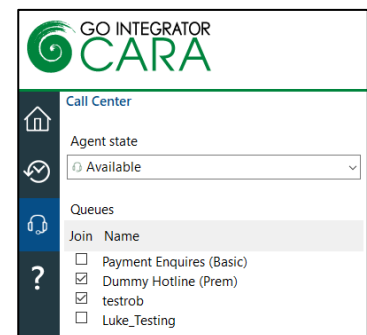 GO INTEGRATOR
CARA
Call Center
Agent state
Available
Queues
Join Name
Payment Enquires (Basic)
Dummy Hotline (Prem)
testrob
Luke_Testing
?